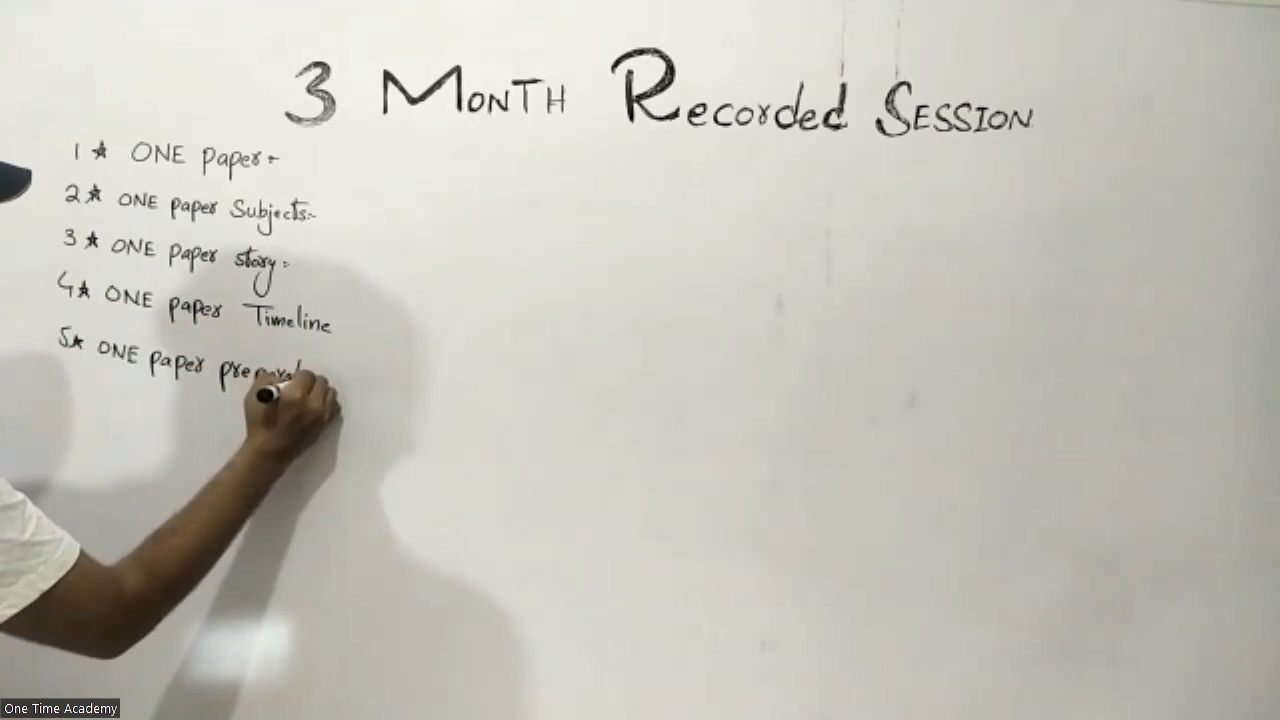 3 MONTH Recorded SESSION
1 ★ ONE paper:-
2 ★ ONE paper Subjects:-
3 ★ ONE paper story:-
4 ★ ONE paper Timeline
5 ★ ONE paper
One Time Academy